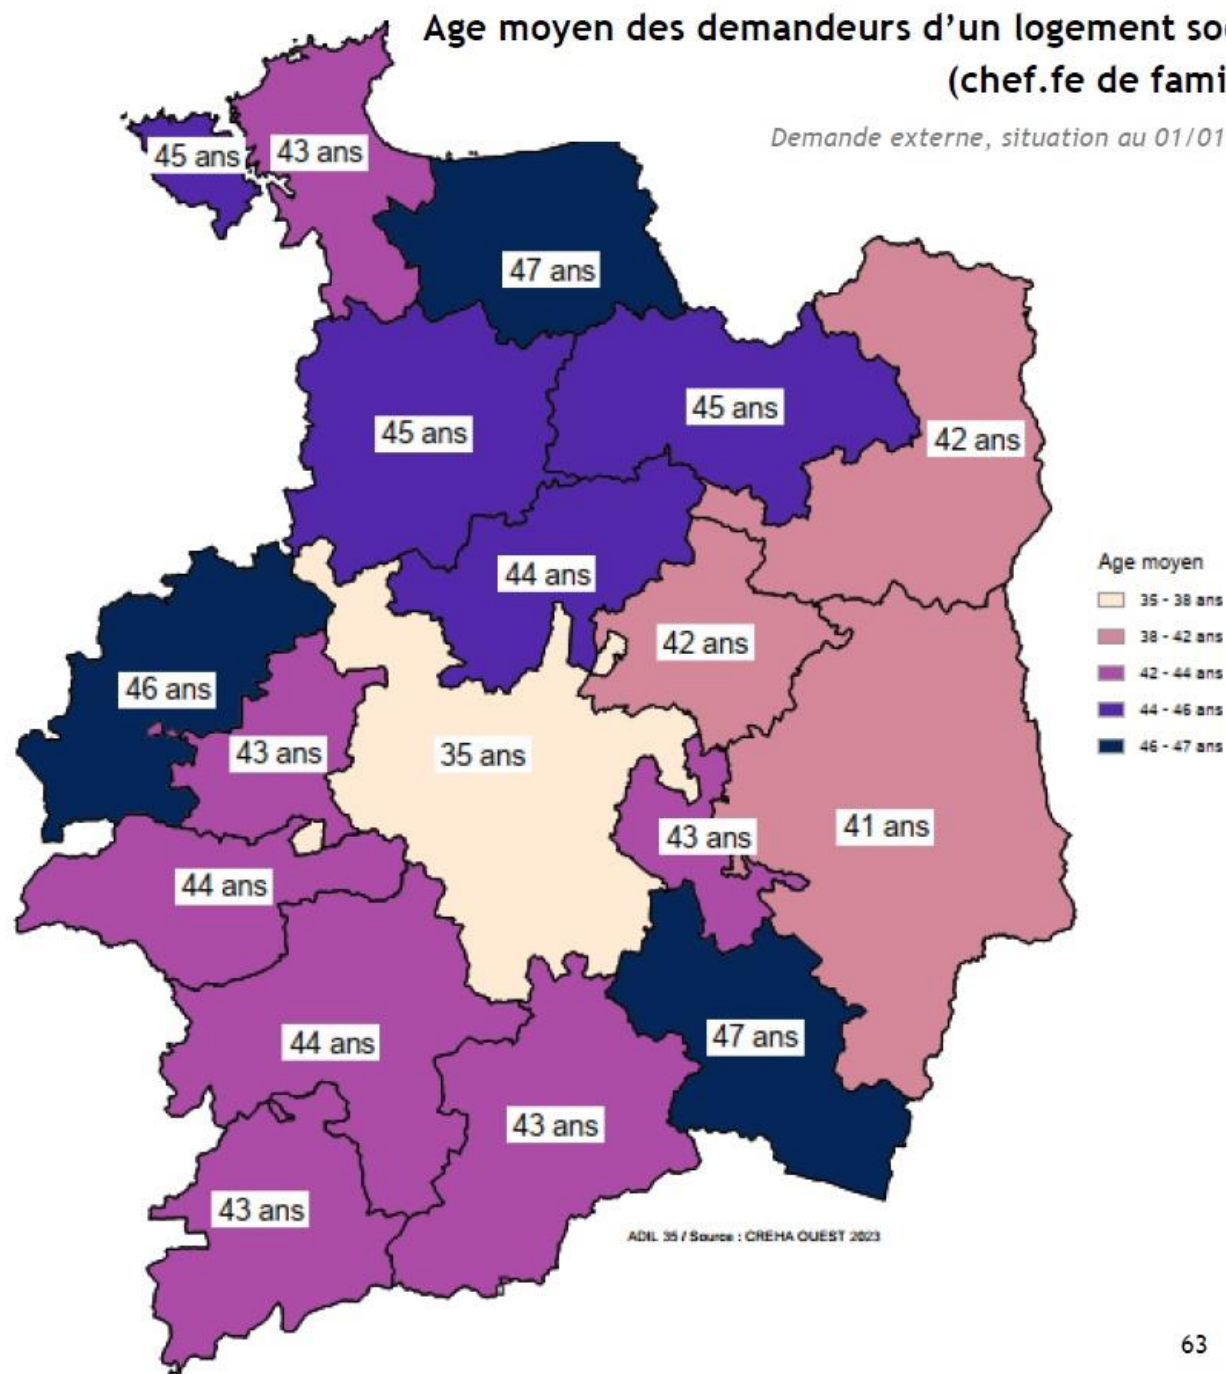 Age moyen des demandeurs d’un logement so
(chef.fe de fami
Demande externe, situation au 01/01
45 ans
43 ans
47 ans
45 ans
45 ans
42 ans
44 ans
42 ans
46 ans
43 ans
35 ans
43 ans
41 ans
44 ans
44 ans
47 ans
43 ans
43 ans
Age moyen
35 - 38 ans
38 - 42 ans
42 - 44 ans
44 - 46 ans
46 - 47 ans
ADIL 35 / Source : CREHA OUEST 2023
63